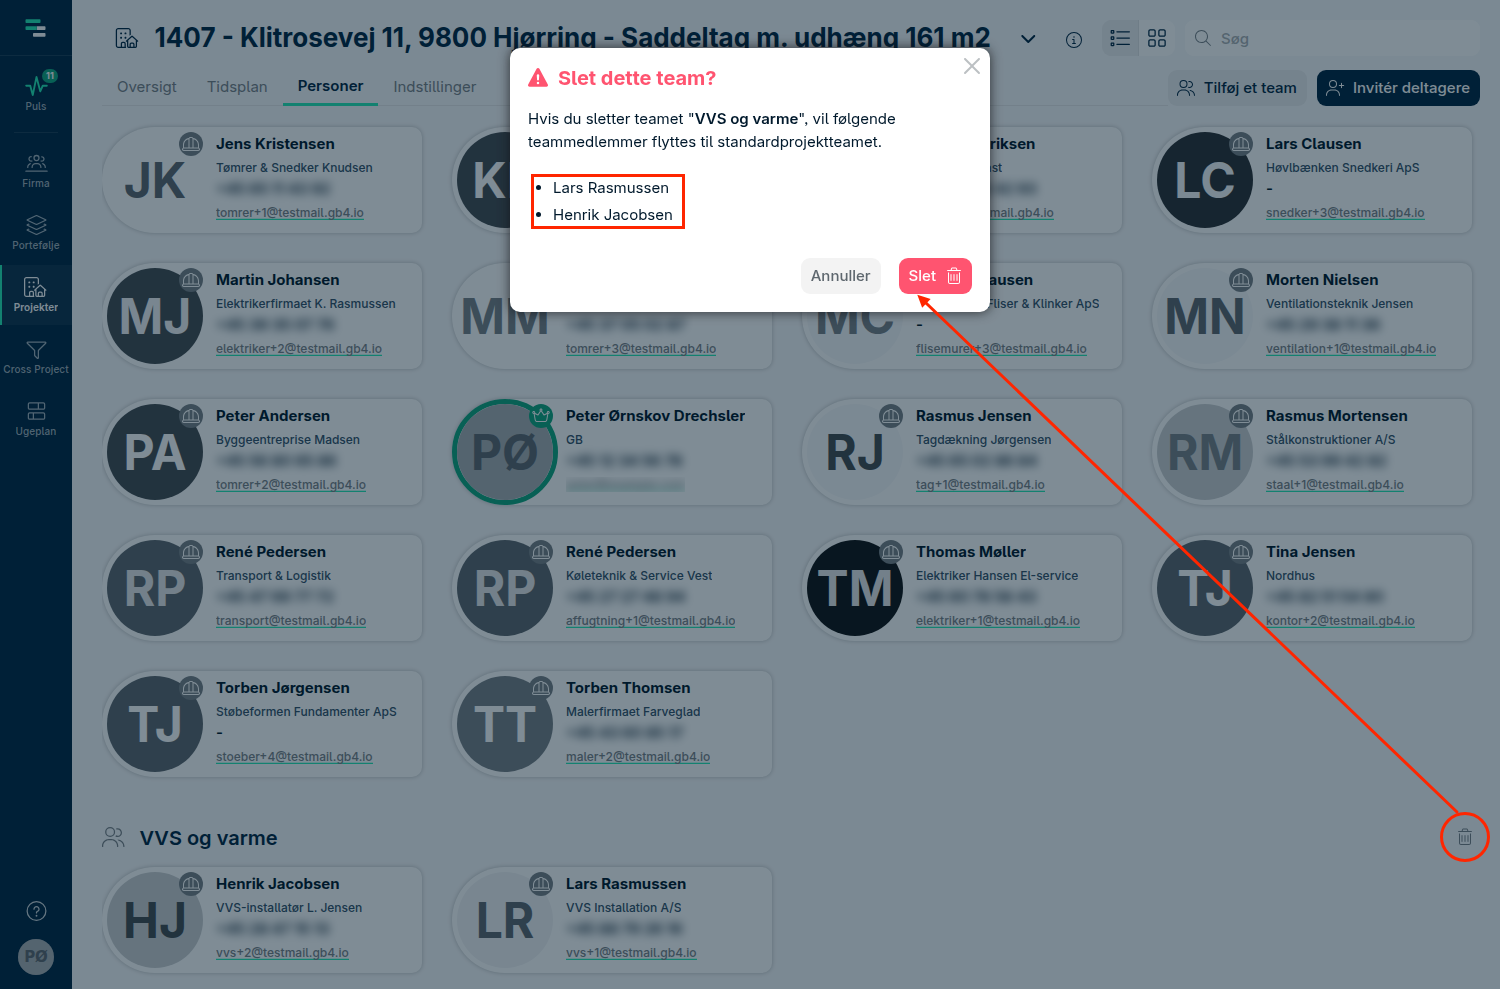 1407 - Klitrosevej 11, 9800 Hjørring - Saddeltag m. udhæng 161 m2
Søg
11
Puls
Firma
Portefølje
Projekter
Cross Project
Ugeplan
PØ
Oversigt
Tidsplan
Personer
Indstillinger
Tilføj et team
Invitér deltagere
Slet dette team?
Hvis du sletter teamet "VVS og varme", vil følgende
teammedlemmer flyttes til standardprojektteamet.
Lars Rasmussen
Henrik Jacobsen
Annuller
Slet
JK
Jens Kristensen
Tømrer & Snedker Knudsen
tomrer+1@testmail.gb4.io
LC
Lars Clausen
Høvlbænken Snedkeri ApS
-
snedker+3@testmail.gb4.io
MJ
Martin Johansen
Elektrikerfirmaet K. Rasmussen
elektriker+2@testmail.gb4.io
MM
tomrer+3@testmail.gb4.io
MC
Fliser & Klinker ApS
-
flisemurer+3@testmail.gb4.io
MN
Morten Nielsen
Ventilationsteknik Jensen
ventilation+1@testmail.gb4.io
PA
Peter Andersen
Byggeentreprise Madsen
tomrer+2@testmail.gb4.io
PØ
Peter Ørnskov Drechsler
GB
RJ
Rasmus Jensen
Tagdækning Jørgensen
tag+1@testmail.gb4.io
RM
Rasmus Mortensen
Stålkonstruktioner A/S
staal+1@testmail.gb4.io
RP
René Pedersen
Transport & Logistik
transport@testmail.gb4.io
RP
René Pedersen
Køleteknik & Service Vest
affugtning+1@testmail.gb4.io
TM
Thomas Møller
Elektriker Hansen El-service
elektriker+1@testmail.gb4.io
TJ
Tina Jensen
Nordhus
kontor+2@testmail.gb4.io
TJ
Torben Jørgensen
Støbeformen Fundamenter ApS
-
stoeber+4@testmail.gb4.io
TT
Torben Thomsen
Malerfirmaet Farveglad
maler+2@testmail.gb4.io
VVS og varme
HJ
Henrik Jacobsen
VVS-installatør L. Jensen
vvs+2@testmail.gb4.io
LR
Lars Rasmussen
VVS Installation A/S
vvs+1@testmail.gb4.io